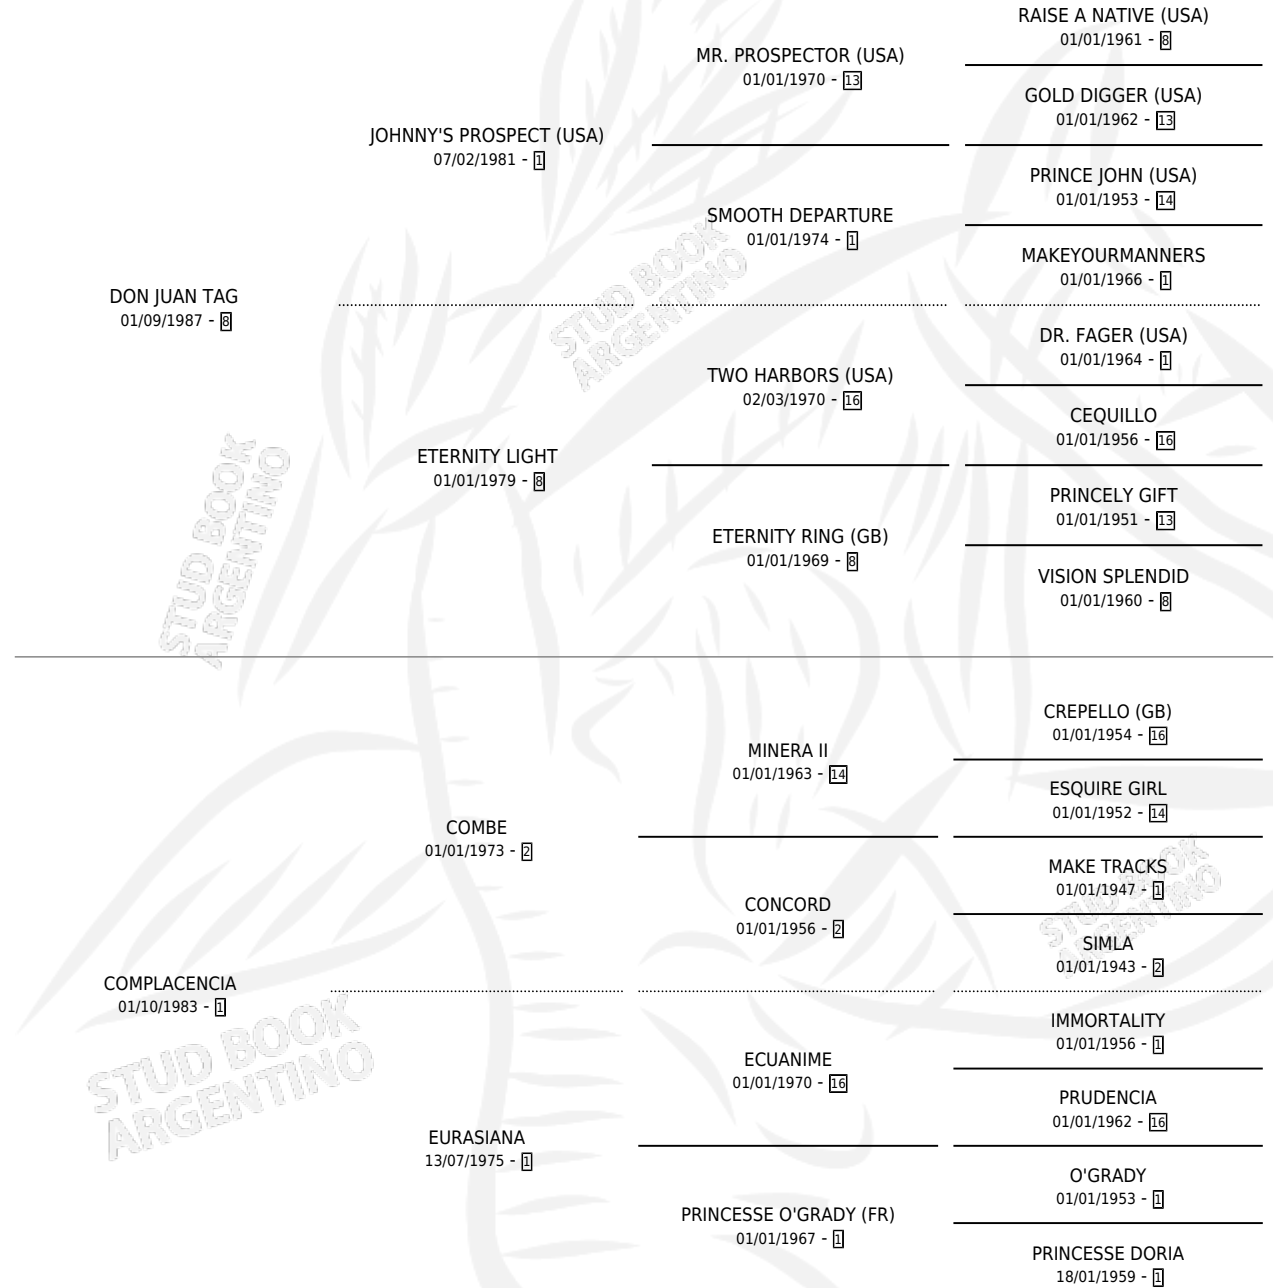 RAISE A NATIVE (USA)
01/01/1961 - 8
MR. PROSPECTOR (USA)
01/01/1970 - 13
GOLD DIGGER (USA)
01/01/1962 - 13
JOHNNY'S PROSPECT (USA)
07/02/1981 - 1
PRINCE JOHN (USA)
01/01/1953 - 14
SMOOTH DEPARTURE
01/01/1974 - 1
MAKEYOURMANNERS
01/01/1966 - 1
DON JUAN TAG
01/09/1987 - 8
STUD BOOK
ARGENTINO
DR. FAGER (USA)
01/01/1964 - 1
TWO HARBORS (USA)
02/03/1970 - 16
CEQUILLO
01/01/1956 - 16
ETERNITY LIGHT
01/01/1979 - 8
PRINCELY GIFT
01/01/1951 - 13
ETERNITY RING (GB)
01/01/1969 - 8
VISION SPLENDID
01/01/1960 - 8
STUD BOOK
ARGENTINO
CREPELLO (GB)
01/01/1954 - 16
MINERA II
01/01/1963 - 14
ESQUIRE GIRL
01/01/1952 - 14
COMBE
01/01/1973 - 2
MAKE TRACKS
01/01/1947 - 1
CONCORD
01/01/1956 - 2
SIMLA
01/01/1943 - 2
STUD BOOK
ARGENTINO
COMPLACENCIA
01/10/1983 - 1
IMMORTALITY
01/01/1956 - 1
ECUANIME
01/01/1970 - 16
PRUDENCIA
01/01/1962 - 16
STUD BOOK
ARGENTINO
EURASIANA
13/07/1975 - 1
O'GRADY
01/01/1953 - 1
PRINCESSE O'GRADY (FR)
01/01/1967 - 1
PRINCESSE DORIA
18/01/1959 - 1